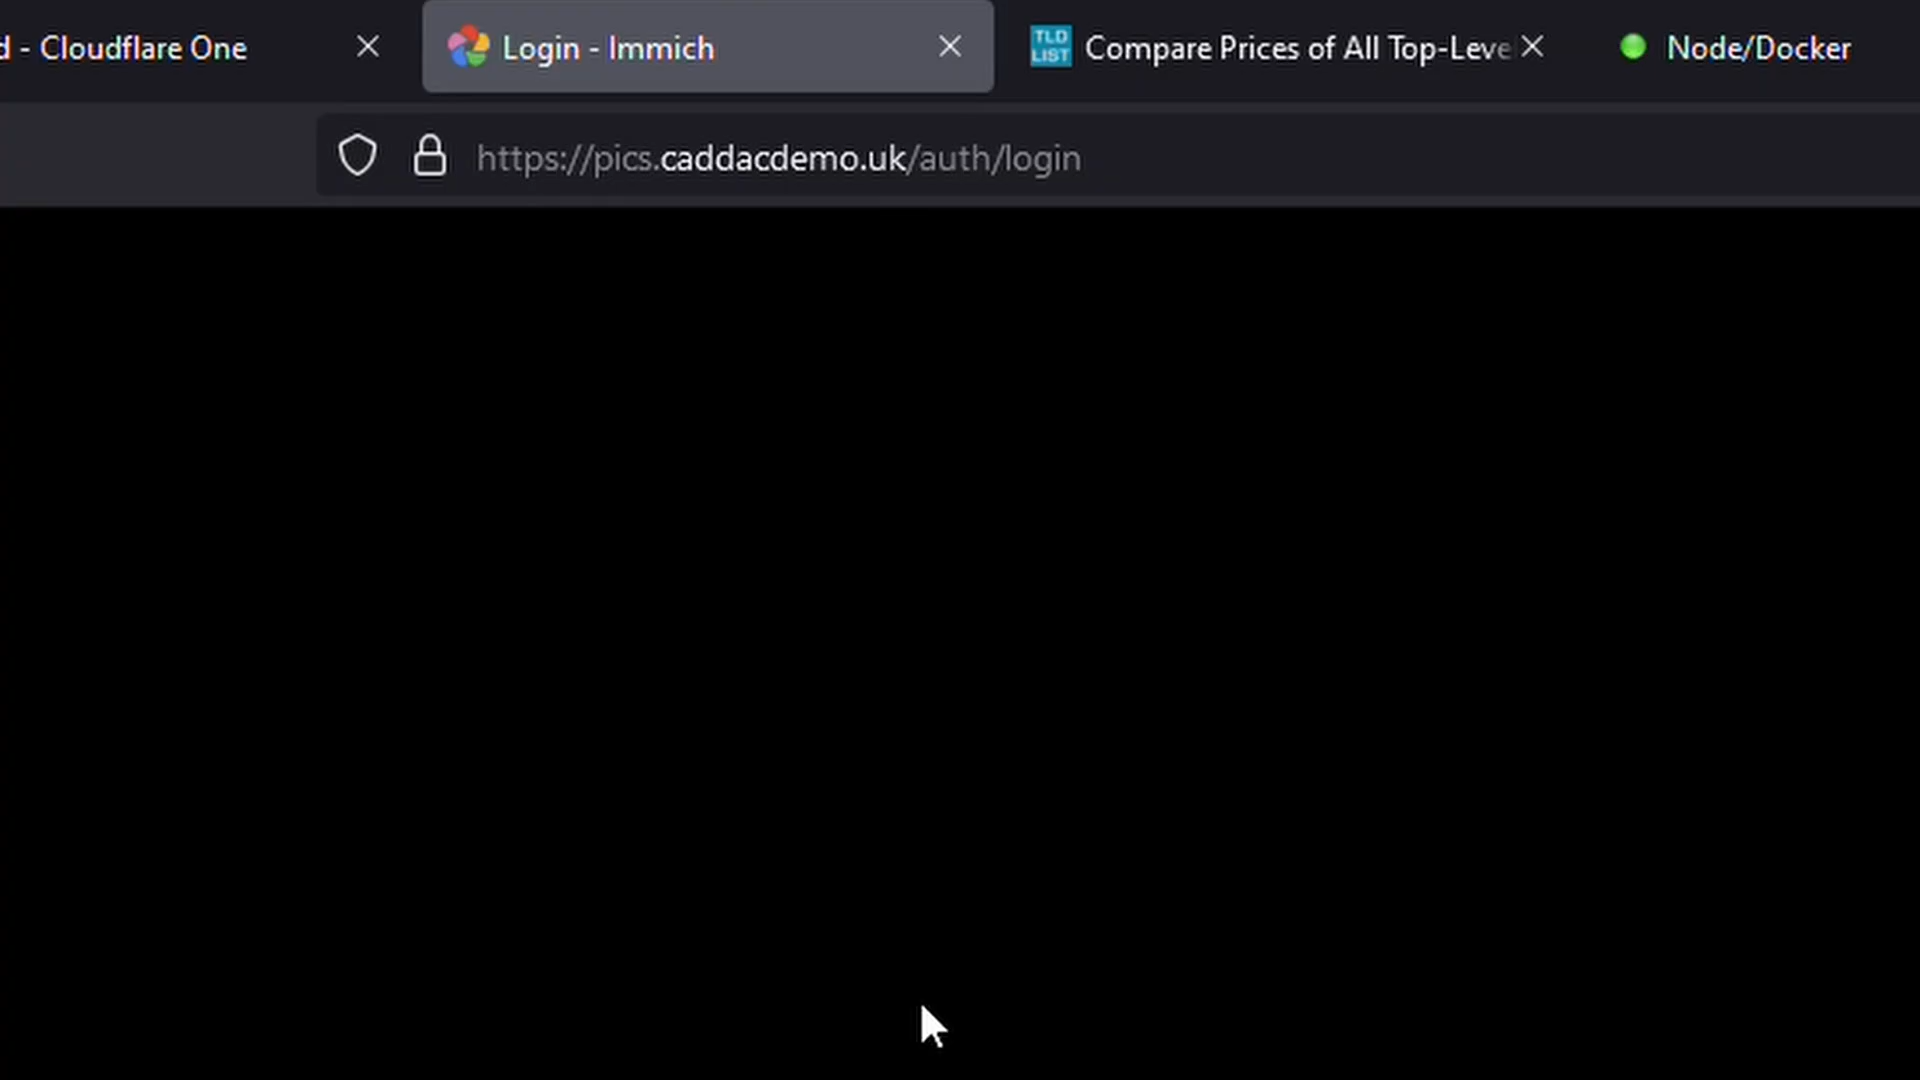 d - Cloudflare One
Login - Immich
TLD LIST
Compare Prices of All Top-Leve
Node/Docker
https://pics.caddacdemo.uk/auth/login